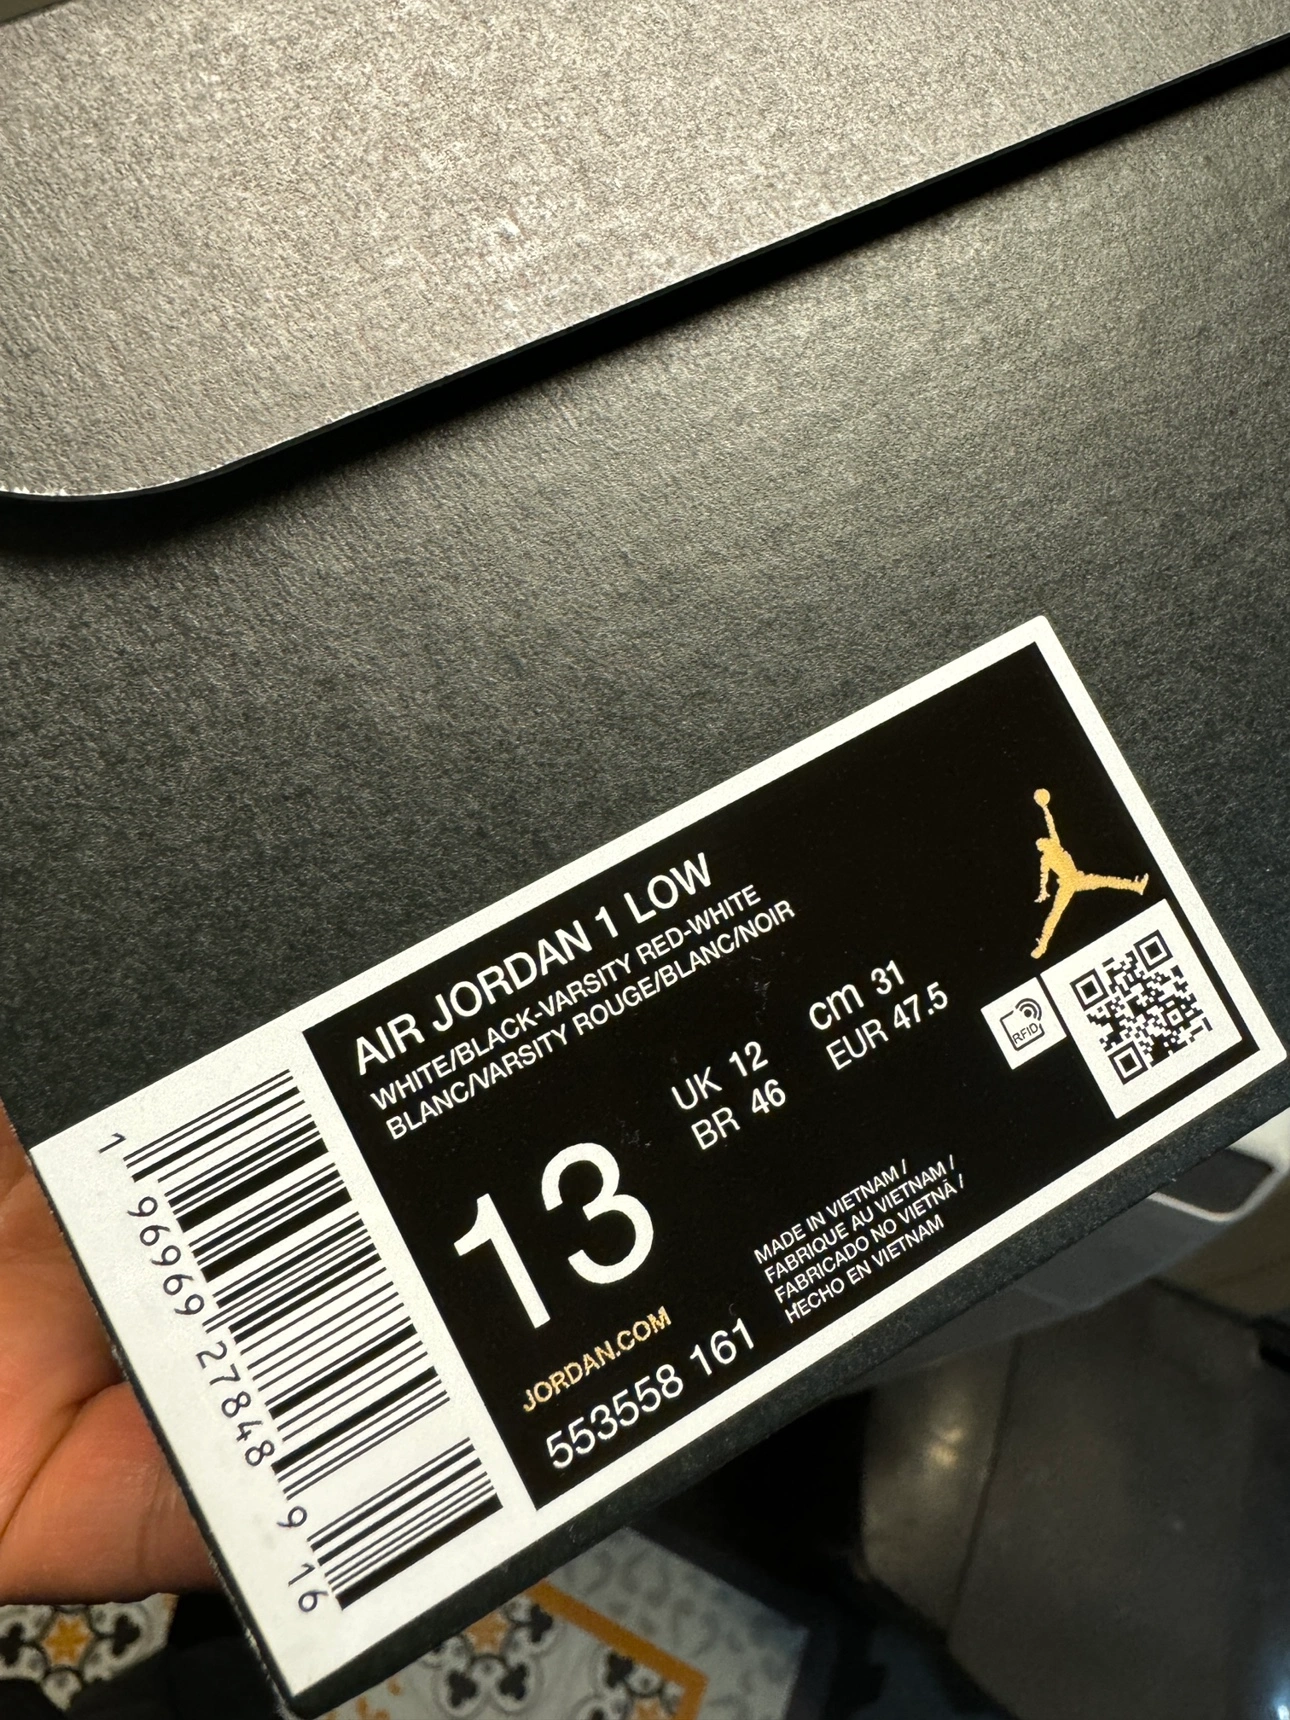 AIR JORDAN 1 LOW
WHITE/BLACK-VARSITY RED-WHITE
BLANC/VARSITY ROUGE/BLANC/NOIR
13
UK 12
BR 46
cm 31
EUR 47.5
RFID
JORDAN.COM
553558 161
MADE IN VIETNAM /
FABRIQUE AU VIETNAM /
FABRICADO NO VIETNÃ /
HECHO EN VIETNAM
1 96969 27848 9 16